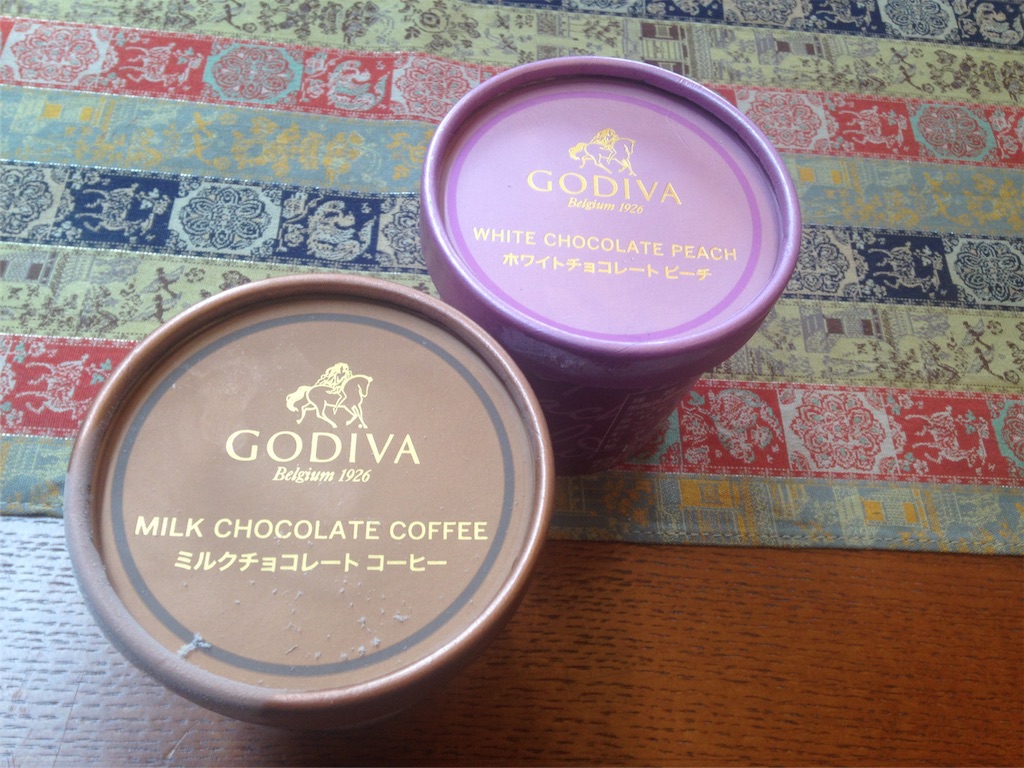 GODIVA
Belgium 1926
WHITE CHOCOLATE PEACH
ホワイトチョコレート ピーチ
GODIVA
Belgium 1926
MILK CHOCOLATE COFFEE
ミルクチョコレート コーヒー